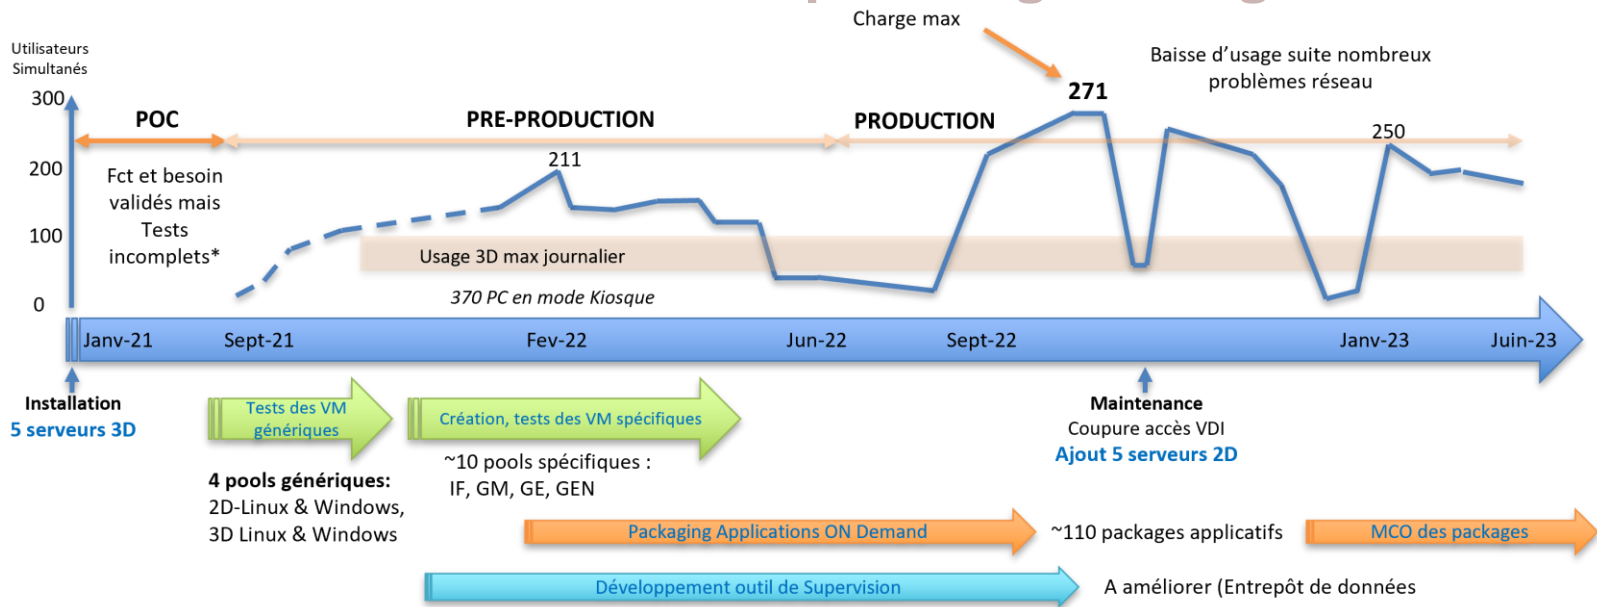 Charge max
Utilisateurs
Simultanés
Baisse d'usage suite nombreux
problèmes réseau
300
271
POC
PRE-PRODUCTION
PRODUCTION
250
211
200
Fct et besoin
validés mais
Tests
incomplets*
100
Usage 3D max journalier
370 PC en mode Kiosque
0
Janv-21
Sept-21
Fev-22
Jun-22
Sept-22
Janv-23
Juin-23
Installation
5 serveurs 3D
Tests des VM
génériques
Création, tests des VM spécifiques
Maintenance
Coupure accès VDI
Ajout 5 serveurs 2D
4 pools génériques:
2D-Linux & Windows,
3D Linux & Windows
~10 pools spécifiques :
IF, GM, GE, GEN
Packaging Applications ON Demand
~110 packages applicatifs
MCO des packages
Développement outil de Supervision
A améliorer (Entrepôt de données